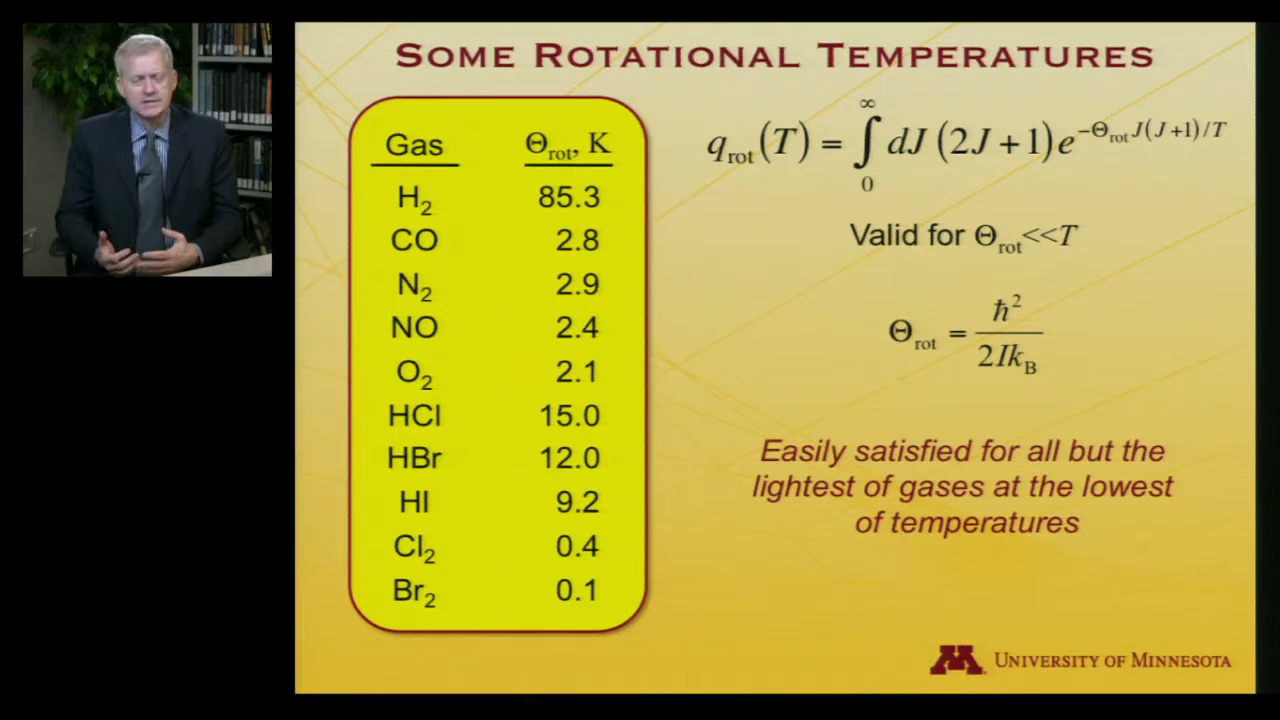 SOME ROTATIONAL TEMPERATURES
Gas Θrot, K
H2 85.3
CO 2.8
N2 2.9
NO 2.4
O2 2.1
HCl 15.0
HBr 12.0
HI 9.2
Cl2 0.4
Br2 0.1
qrot(T) = ∫0∞ dJ (2J+1)e−Θrot J(J+1)/T
Valid for Θrot<<T
Θrot = ħ2 / 2IkB
Easily satisfied for all but the
lightest of gases at the lowest
of temperatures
M UNIVERSITY OF MINNESOTA